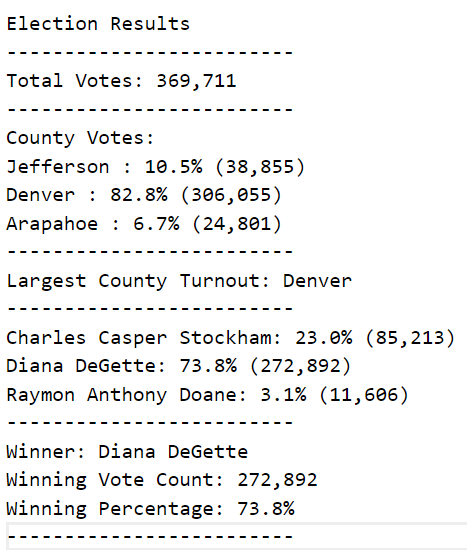 Election Results
-------------------------
Total Votes: 369,711
-------------------------
County Votes:
Jefferson : 10.5% (38,855)
Denver : 82.8% (306,055)
Arapahoe : 6.7% (24,801)
-------------------------
Largest County Turnout: Denver
-------------------------
Charles Casper Stockham: 23.0% (85,213)
Diana DeGette: 73.8% (272,892)
Raymon Anthony Doane: 3.1% (11,606)
-------------------------
Winner: Diana DeGette
Winning Vote Count: 272,892
Winning Percentage: 73.8%
-------------------------